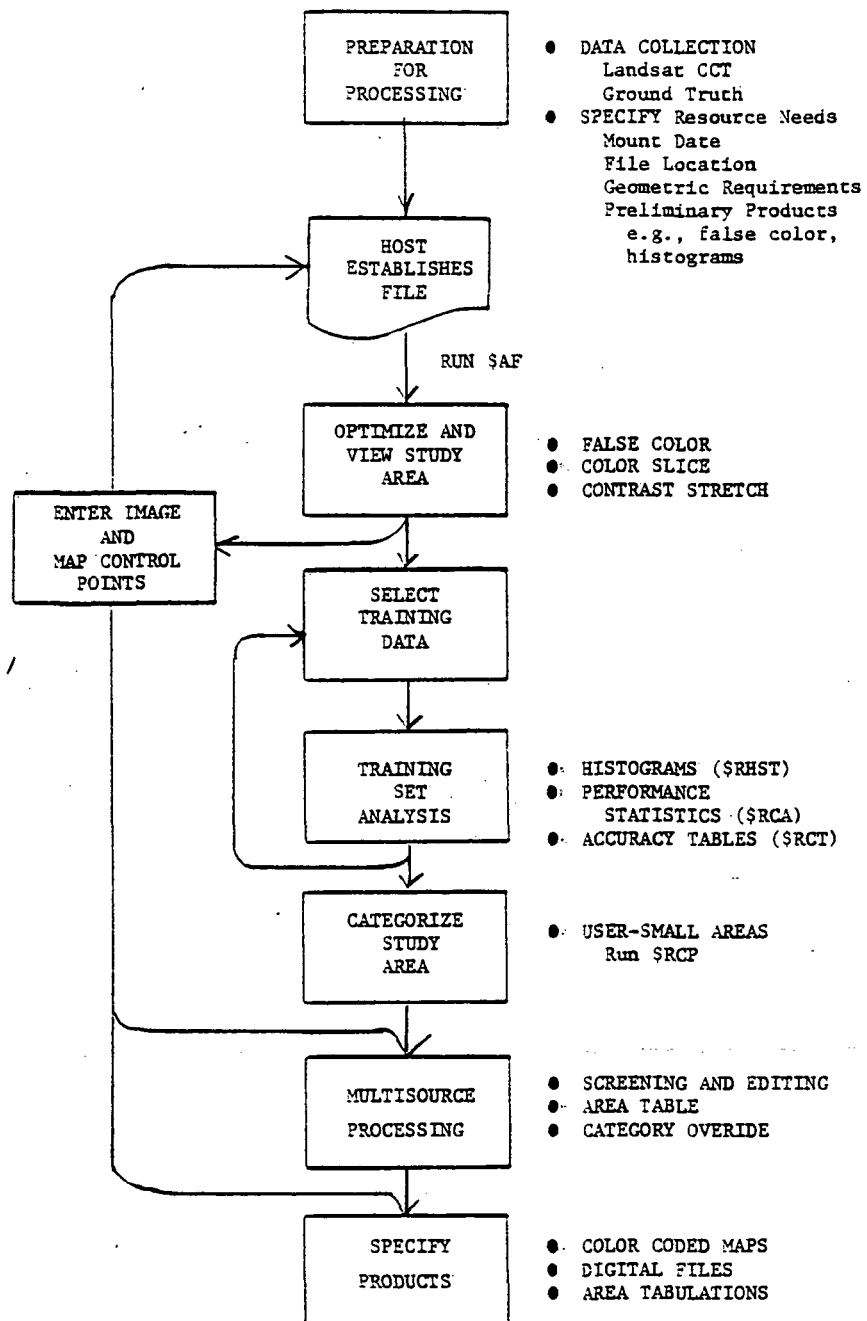 PREPARATION
FOR
PROCESSING
● DATA COLLECTION
Landsat CCT
Ground Truth
● SPECIFY Resource Needs
Mount Date
File Location
Geometric Requirements
Preliminary Products
e.g., false color,
histograms
HOST
ESTABLISHES
FILE
RUN $AF
OPTIMIZE AND
VIEW STUDY
AREA
● FALSE COLOR
● COLOR SLICE
● CONTRAST STRETCH
ENTER IMAGE
AND
MAP CONTROL
POINTS
SELECT
TRAINING
DATA
TRAINING
SET
ANALYSIS
● HISTOGRAMS ($RHST)
● PERFORMANCE
STATISTICS ($RCA)
● ACCURACY TABLES ($RCT)
CATEGORIZE
STUDY
AREA
● USER-SMALL AREAS
Run $RCP
MULTISOURCE
PROCESSING
● SCREENING AND EDITING
● AREA TABLE
● CATEGORY OVERIDE
SPECIFY
PRODUCTS
● COLOR CODED MAPS
● DIGITAL FILES
● AREA TABULATIONS